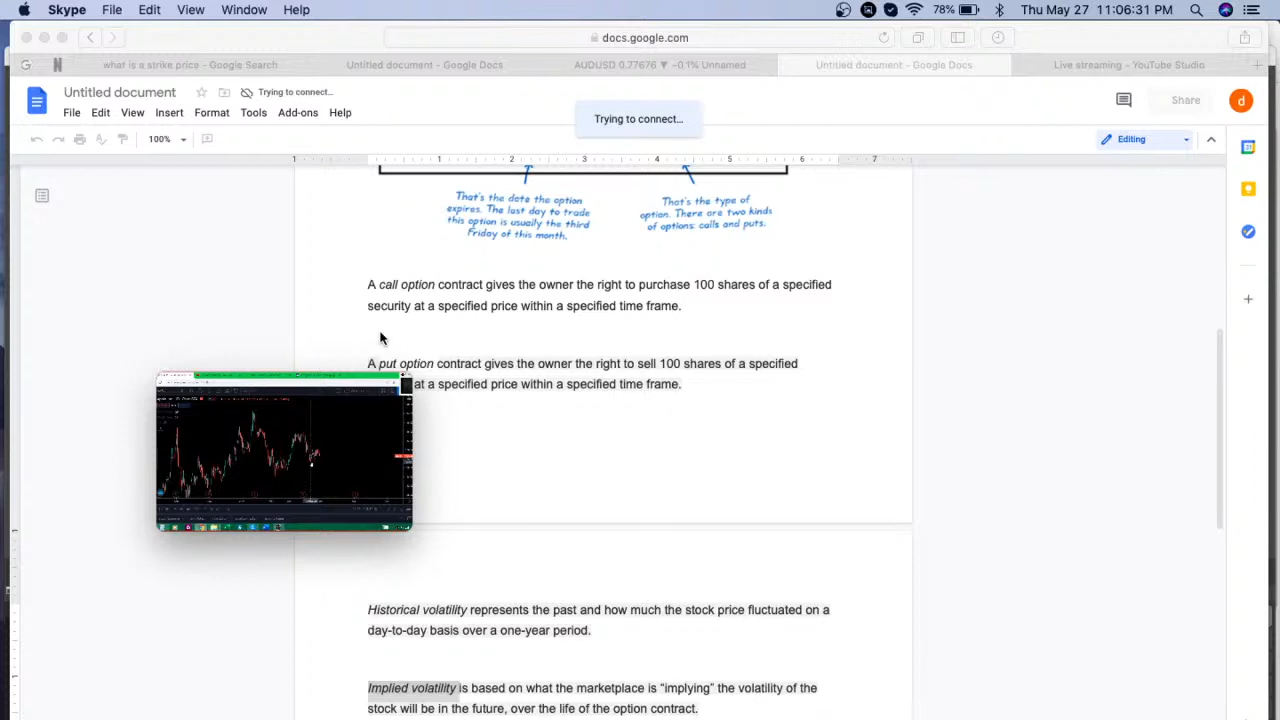 Skype File Edit View Window Help 78% Thu May 27 11:06:31 PM
docs.google.com
what is a strike price - Google Search Untitled document - Google Docs AUDUSD 0.77676 ▼ −0.1% Unnamed Untitled document - Google Docs Live streaming - YouTube Studio
Untitled document Trying to connect...
File Edit View Insert Format Tools Add-ons Help
Trying to connect...
Share
d
100%
Editing
1 1 2 3 4 5 6 7
That's the date the option
expires. The last day to trade
this option is usually the third
Friday of this month.
That's the type of
option. There are two kinds
of options: calls and puts.
A call option contract gives the owner the right to purchase 100 shares of a specified
security at a specified price within a specified time frame.
A put option contract gives the owner the right to sell 100 shares of a specified
at a specified price within a specified time frame.
Historical volatility represents the past and how much the stock price fluctuated on a
day-to-day basis over a one-year period.
Implied volatility is based on what the marketplace is “implying” the volatility of the
stock will be in the future, over the life of the option contract.